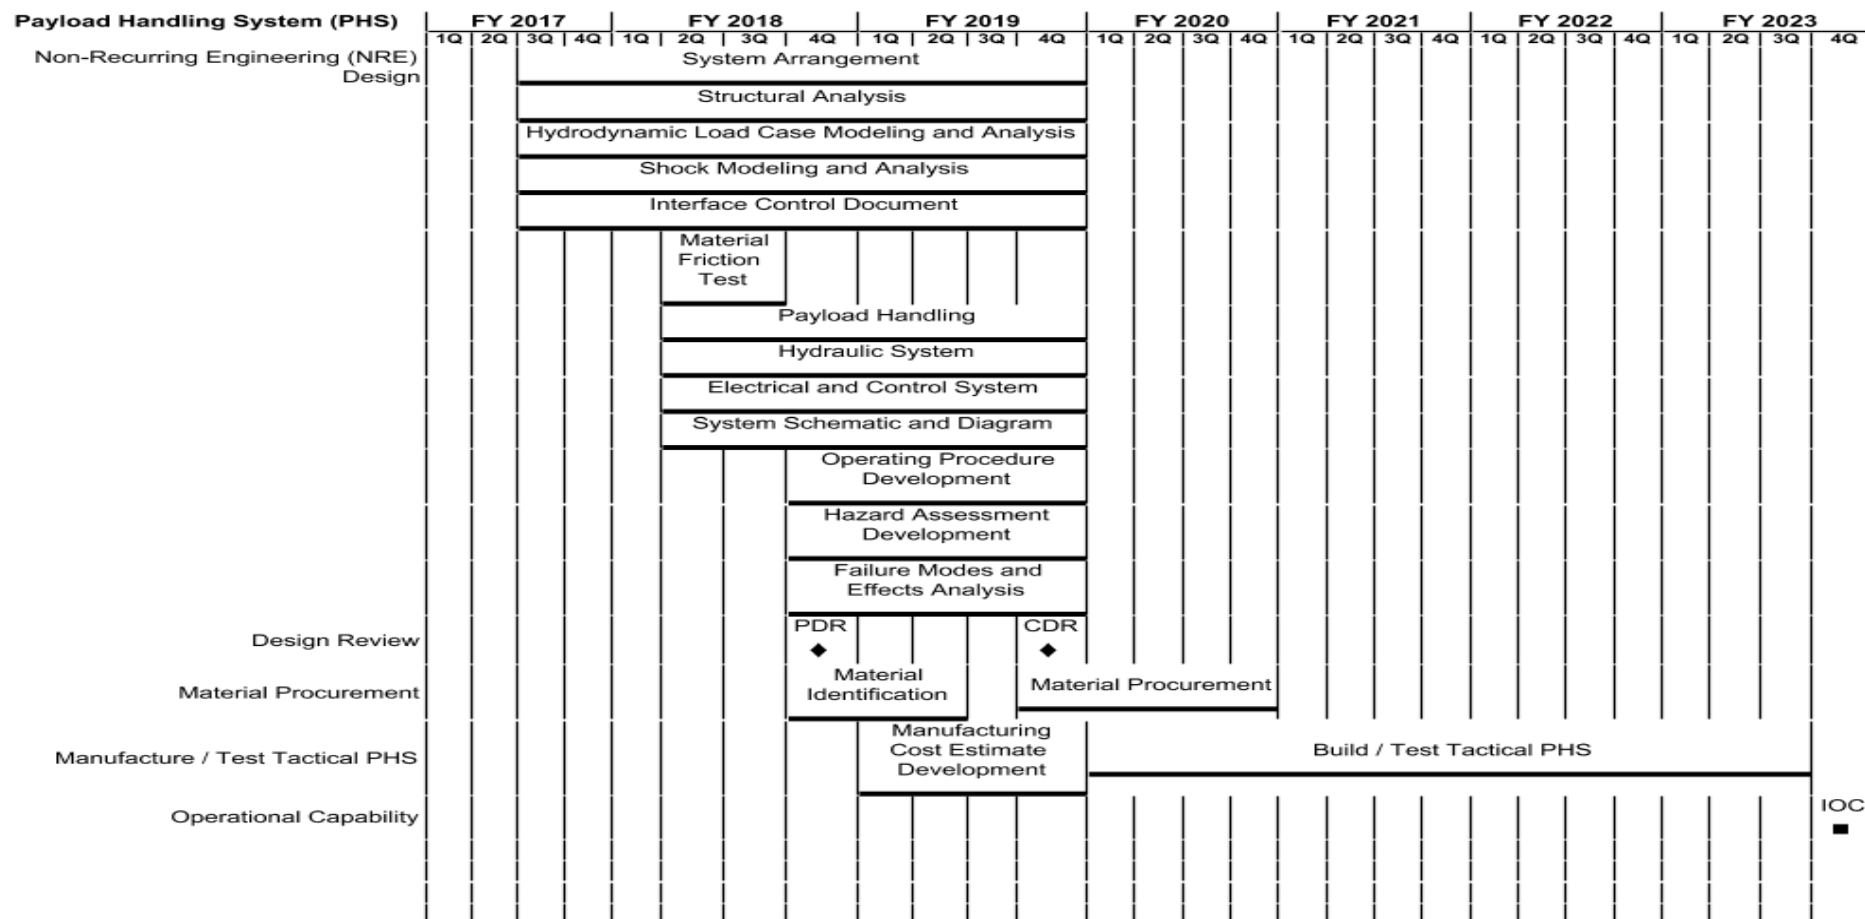 Payload Handling System (PHS) FY 2017 FY 2018 FY 2019 FY 2020 FY 2021 FY 2022 FY 2023
1Q 2Q 3Q 4Q 1Q 2Q 3Q 4Q 1Q 2Q 3Q 4Q 1Q 2Q 3Q 4Q 1Q 2Q 3Q 4Q 1Q 2Q 3Q 4Q 1Q 2Q 3Q 4Q
Non-Recurring Engineering (NRE)
Design
System Arrangement
Structural Analysis
Hydrodynamic Load Case Modeling and Analysis
Shock Modeling and Analysis
Interface Control Document
Material
Friction
Test
Payload Handling
Hydraulic System
Electrical and Control System
System Schematic and Diagram
Operating Procedure
Development
Hazard Assessment
Development
Failure Modes and
Effects Analysis
Design Review
PDR
CDR
Material Procurement
Material
Identification
Material Procurement
Manufacture / Test Tactical PHS
Manufacturing
Cost Estimate
Development
Build / Test Tactical PHS
Operational Capability
IOC